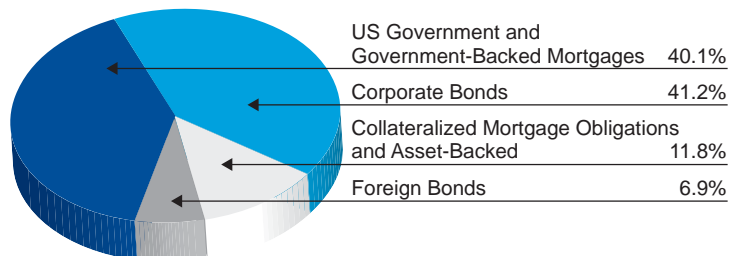 US Government and
Government-Backed Mortgages 40.1%
Corporate Bonds 41.2%
Collateralized Mortgage Obligations
and Asset-Backed 11.8%
Foreign Bonds 6.9%